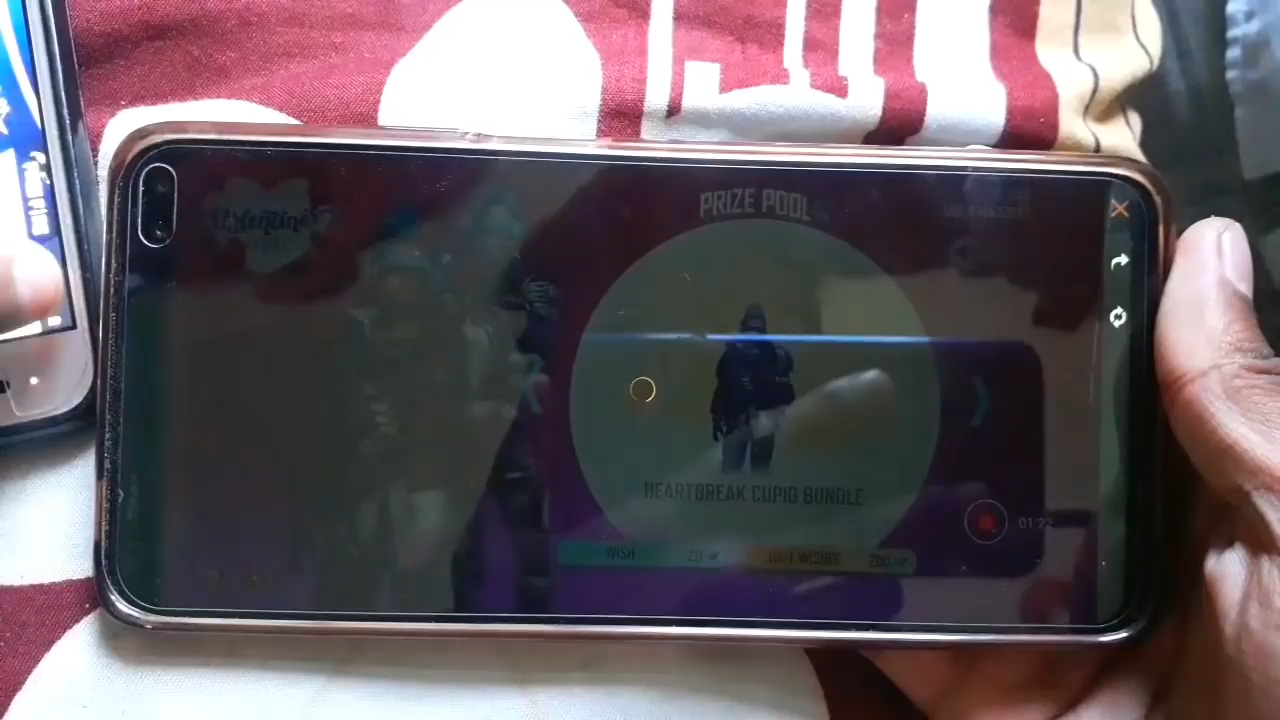 PRIZE POOL
HEARTBREAK CUPID BUNDLE
WISH 20
10+1 WISHES 200
01:22